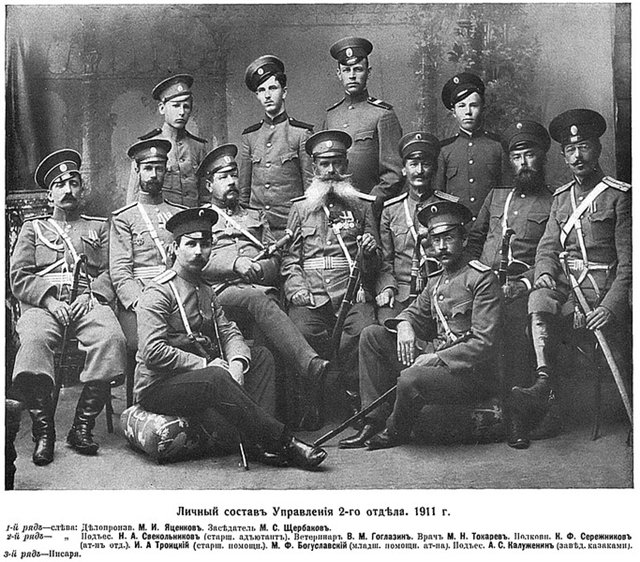 Личный составъ Управленія 2-го отдѣла. 1911 г.
1-й рядъ—слѣва: Дѣлопроизв. М. И. Яценковъ. Засѣдатель М. С. Щербаковъ.
2-й рядъ— „ Подъес. Н. А. Свекольниковъ (старш. адъютантъ). Ветеринар. В. М. Гоглазинъ. Врачъ М. Н. Токаревъ. Полковн. К. Ф. Сережниковъ
(ат-нъ отд.). И. А Троицкій (старш. помощн.). М. Ф. Богуславскій (младш. помощн. ат-на). Подъес. А. С. Калуженинъ (завѣд. казаками).
3-й рядъ—Писаря.